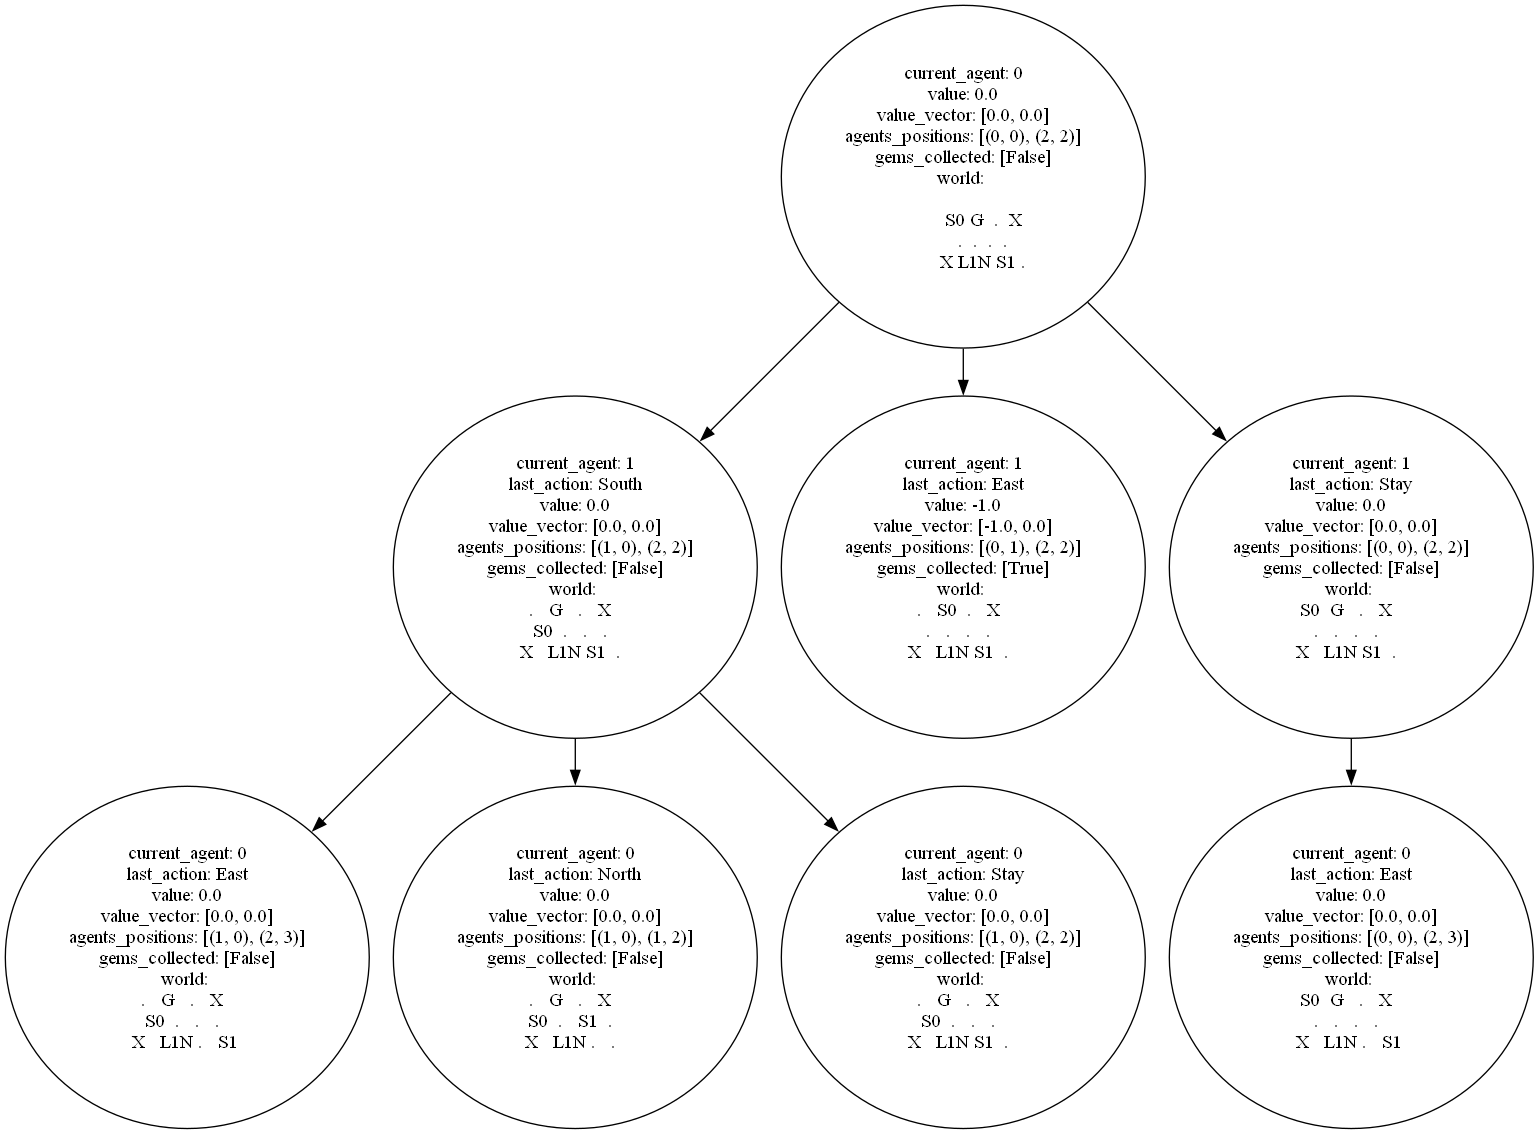 current_agent: 0
value: 0.0
value_vector: [0.0, 0.0]
agents_positions: [(0, 0), (2, 2)]
gems_collected: [False]
world:
S0 G . X
. . . .
X L1N S1 .
current_agent: 1
last_action: South
value: 0.0
value_vector: [0.0, 0.0]
agents_positions: [(1, 0), (2, 2)]
gems_collected: [False]
world:
. G . X
S0 . . .
X L1N S1 .
current_agent: 1
last_action: East
value: -1.0
value_vector: [-1.0, 0.0]
agents_positions: [(0, 1), (2, 2)]
gems_collected: [True]
world:
. S0 . X
. . . .
X L1N S1 .
current_agent: 1
last_action: Stay
value: 0.0
value_vector: [0.0, 0.0]
agents_positions: [(0, 0), (2, 2)]
gems_collected: [False]
world:
S0 G . X
. . . .
X L1N S1 .
current_agent: 0
last_action: East
value: 0.0
value_vector: [0.0, 0.0]
agents_positions: [(1, 0), (2, 3)]
gems_collected: [False]
world:
. G . X
S0 . . .
X L1N . S1
current_agent: 0
last_action: North
value: 0.0
value_vector: [0.0, 0.0]
agents_positions: [(1, 0), (1, 2)]
gems_collected: [False]
world:
. G . X
S0 . S1 .
X L1N . .
current_agent: 0
last_action: Stay
value: 0.0
value_vector: [0.0, 0.0]
agents_positions: [(1, 0), (2, 2)]
gems_collected: [False]
world:
. G . X
S0 . . .
X L1N S1 .
current_agent: 0
last_action: East
value: 0.0
value_vector: [0.0, 0.0]
agents_positions: [(0, 0), (2, 3)]
gems_collected: [False]
world:
S0 G . X
. . . .
X L1N . S1